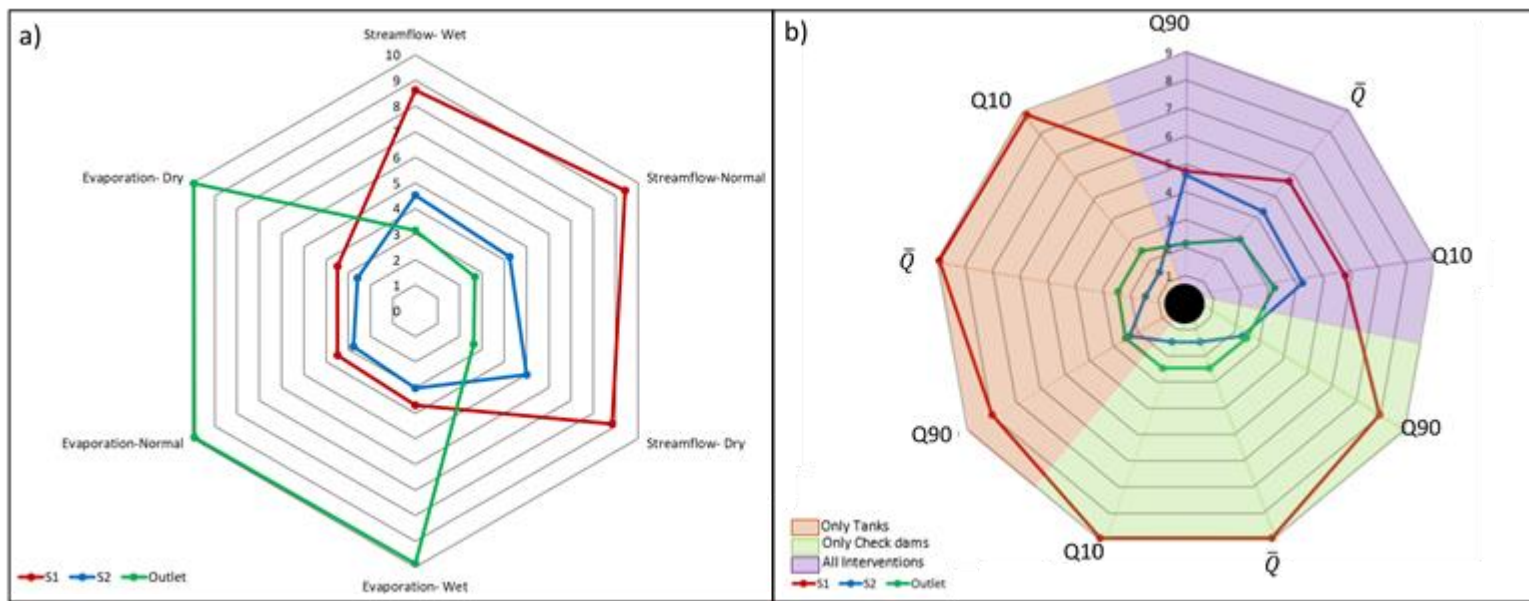 a)
Streamflow- Wet
10
9
8
7
6
5
4
3
2
1
0
Evaporation- Dry
Streamflow-Normal
Evaporation-Normal
Streamflow- Dry
Evaporation- Wet
S1 S2 Outlet
b)
Q90
9
8
7
6
5
4
3
2
1
Q10
Q̄
Q̄
Q10
Q90
Q90
Q10
Q̄
Only Tanks
Only Check dams
All Interventions
S1 S2 Outlet